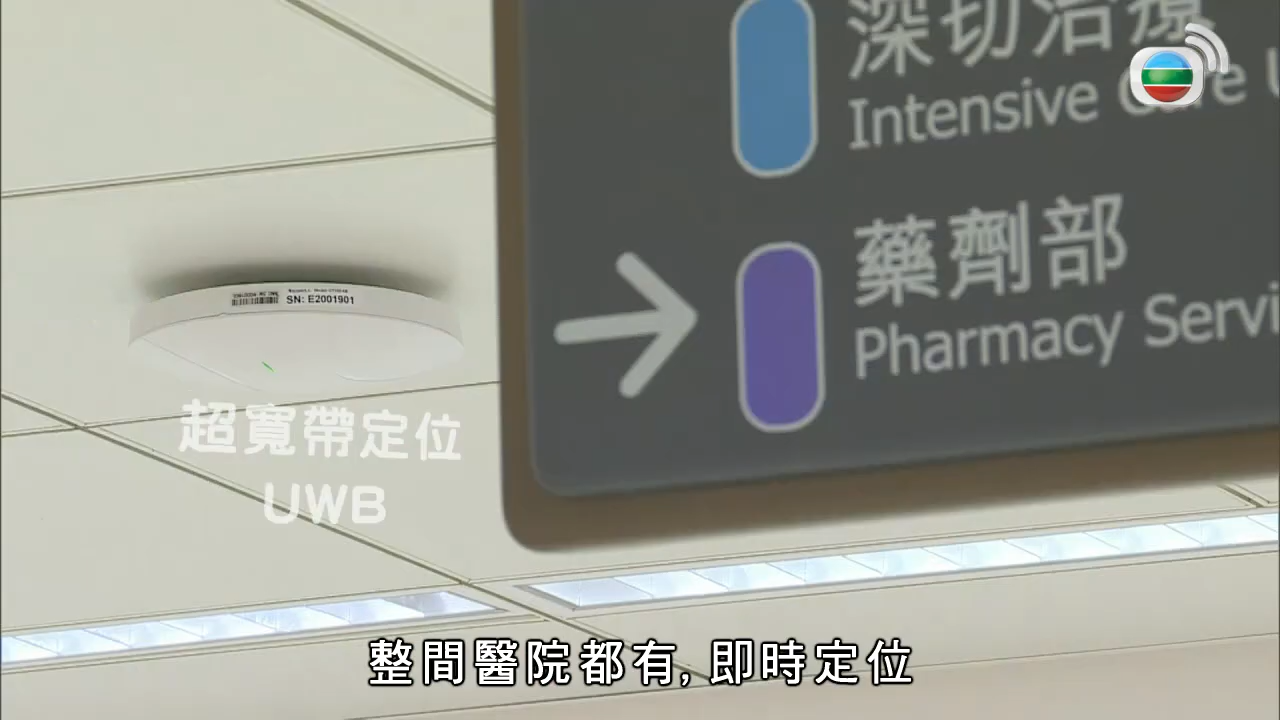 深切治療
Intensive Care U
藥劑部
Pharmacy Servi
SN: E2001901
超寬帶定位
UWB
整間醫院都有, 即時定位